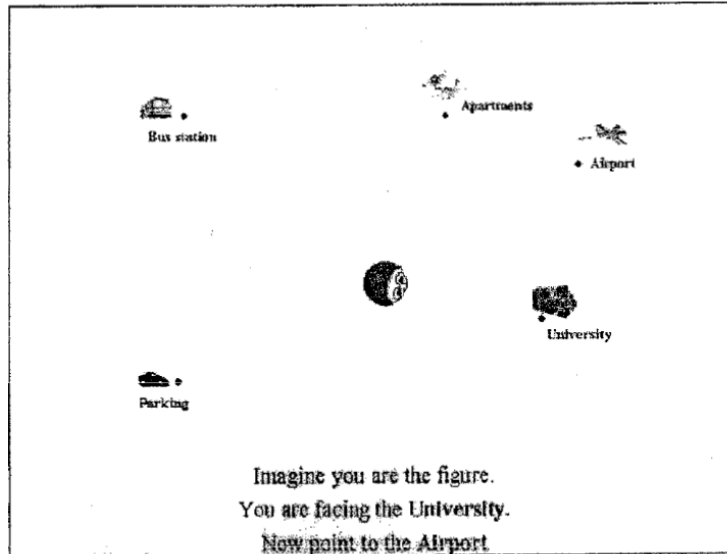 Apartments
Bus station
Airport
University
Parking
Imagine you are the figure.
You are facing the University.
Now point to the Airport